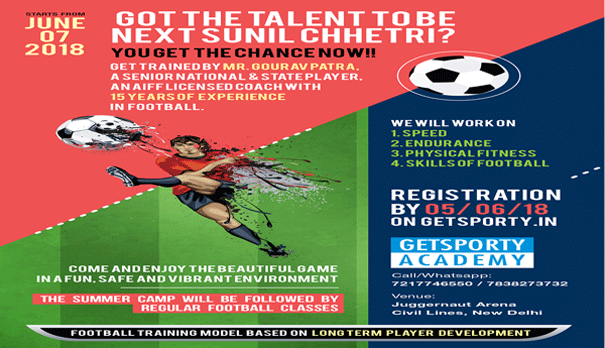 STARTS FROM
JUNE
07
2018
GOT THE TALENT TO BE
NEXT SUNIL CHHETRI?
YOU GET THE CHANCE NOW!!
GET TRAINED BY MR. GOURAV PATRA,
A SENIOR NATIONAL & STATE PLAYER,
AN AIFF LICENSED COACH WITH
15 YEARS OF EXPERIENCE
IN FOOTBALL.
WE WILL WORK ON
1. SPEED
2. ENDURANCE
3. PHYSICAL FITNESS
4. SKILLS OF FOOTBALL
REGISTRATION
BY 05/06/18
ON GETSPORTY.IN
GETSPORTY
ACADEMY
Call/Whatsapp:
7217746550 / 7838273732
Venue:
Juggernaut Arena
Civil Lines, New Delhi
COME AND ENJOY THE BEAUTIFUL GAME
IN A FUN, SAFE AND VIBRANT ENVIRONMENT
THE SUMMER CAMP WILL BE FOLLOWED BY
REGULAR FOOTBALL CLASSES
FOOTBALL TRAINING MODEL BASED ON LONG TERM PLAYER DEVELOPMENT